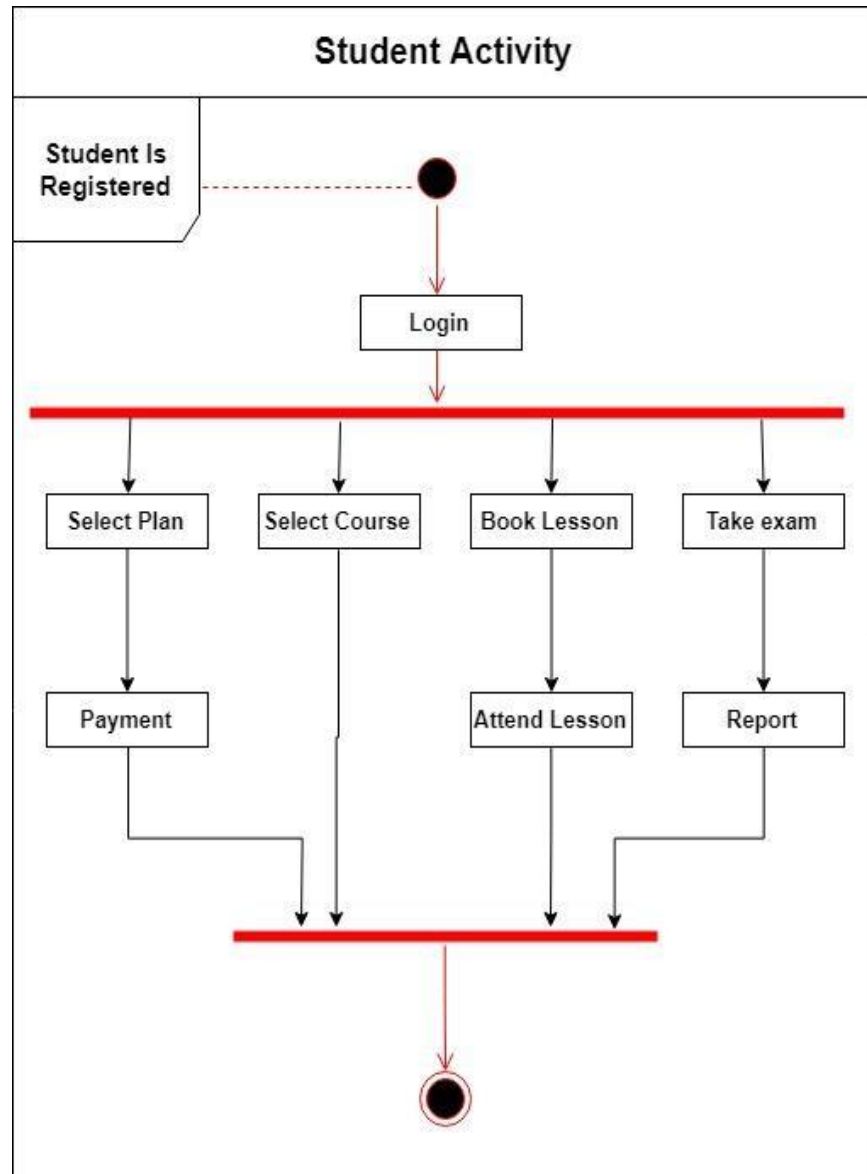 Student Activity
Student Is
Registered
Login
Select Plan
Select Course
Book Lesson
Take exam
Payment
Attend Lesson
Report